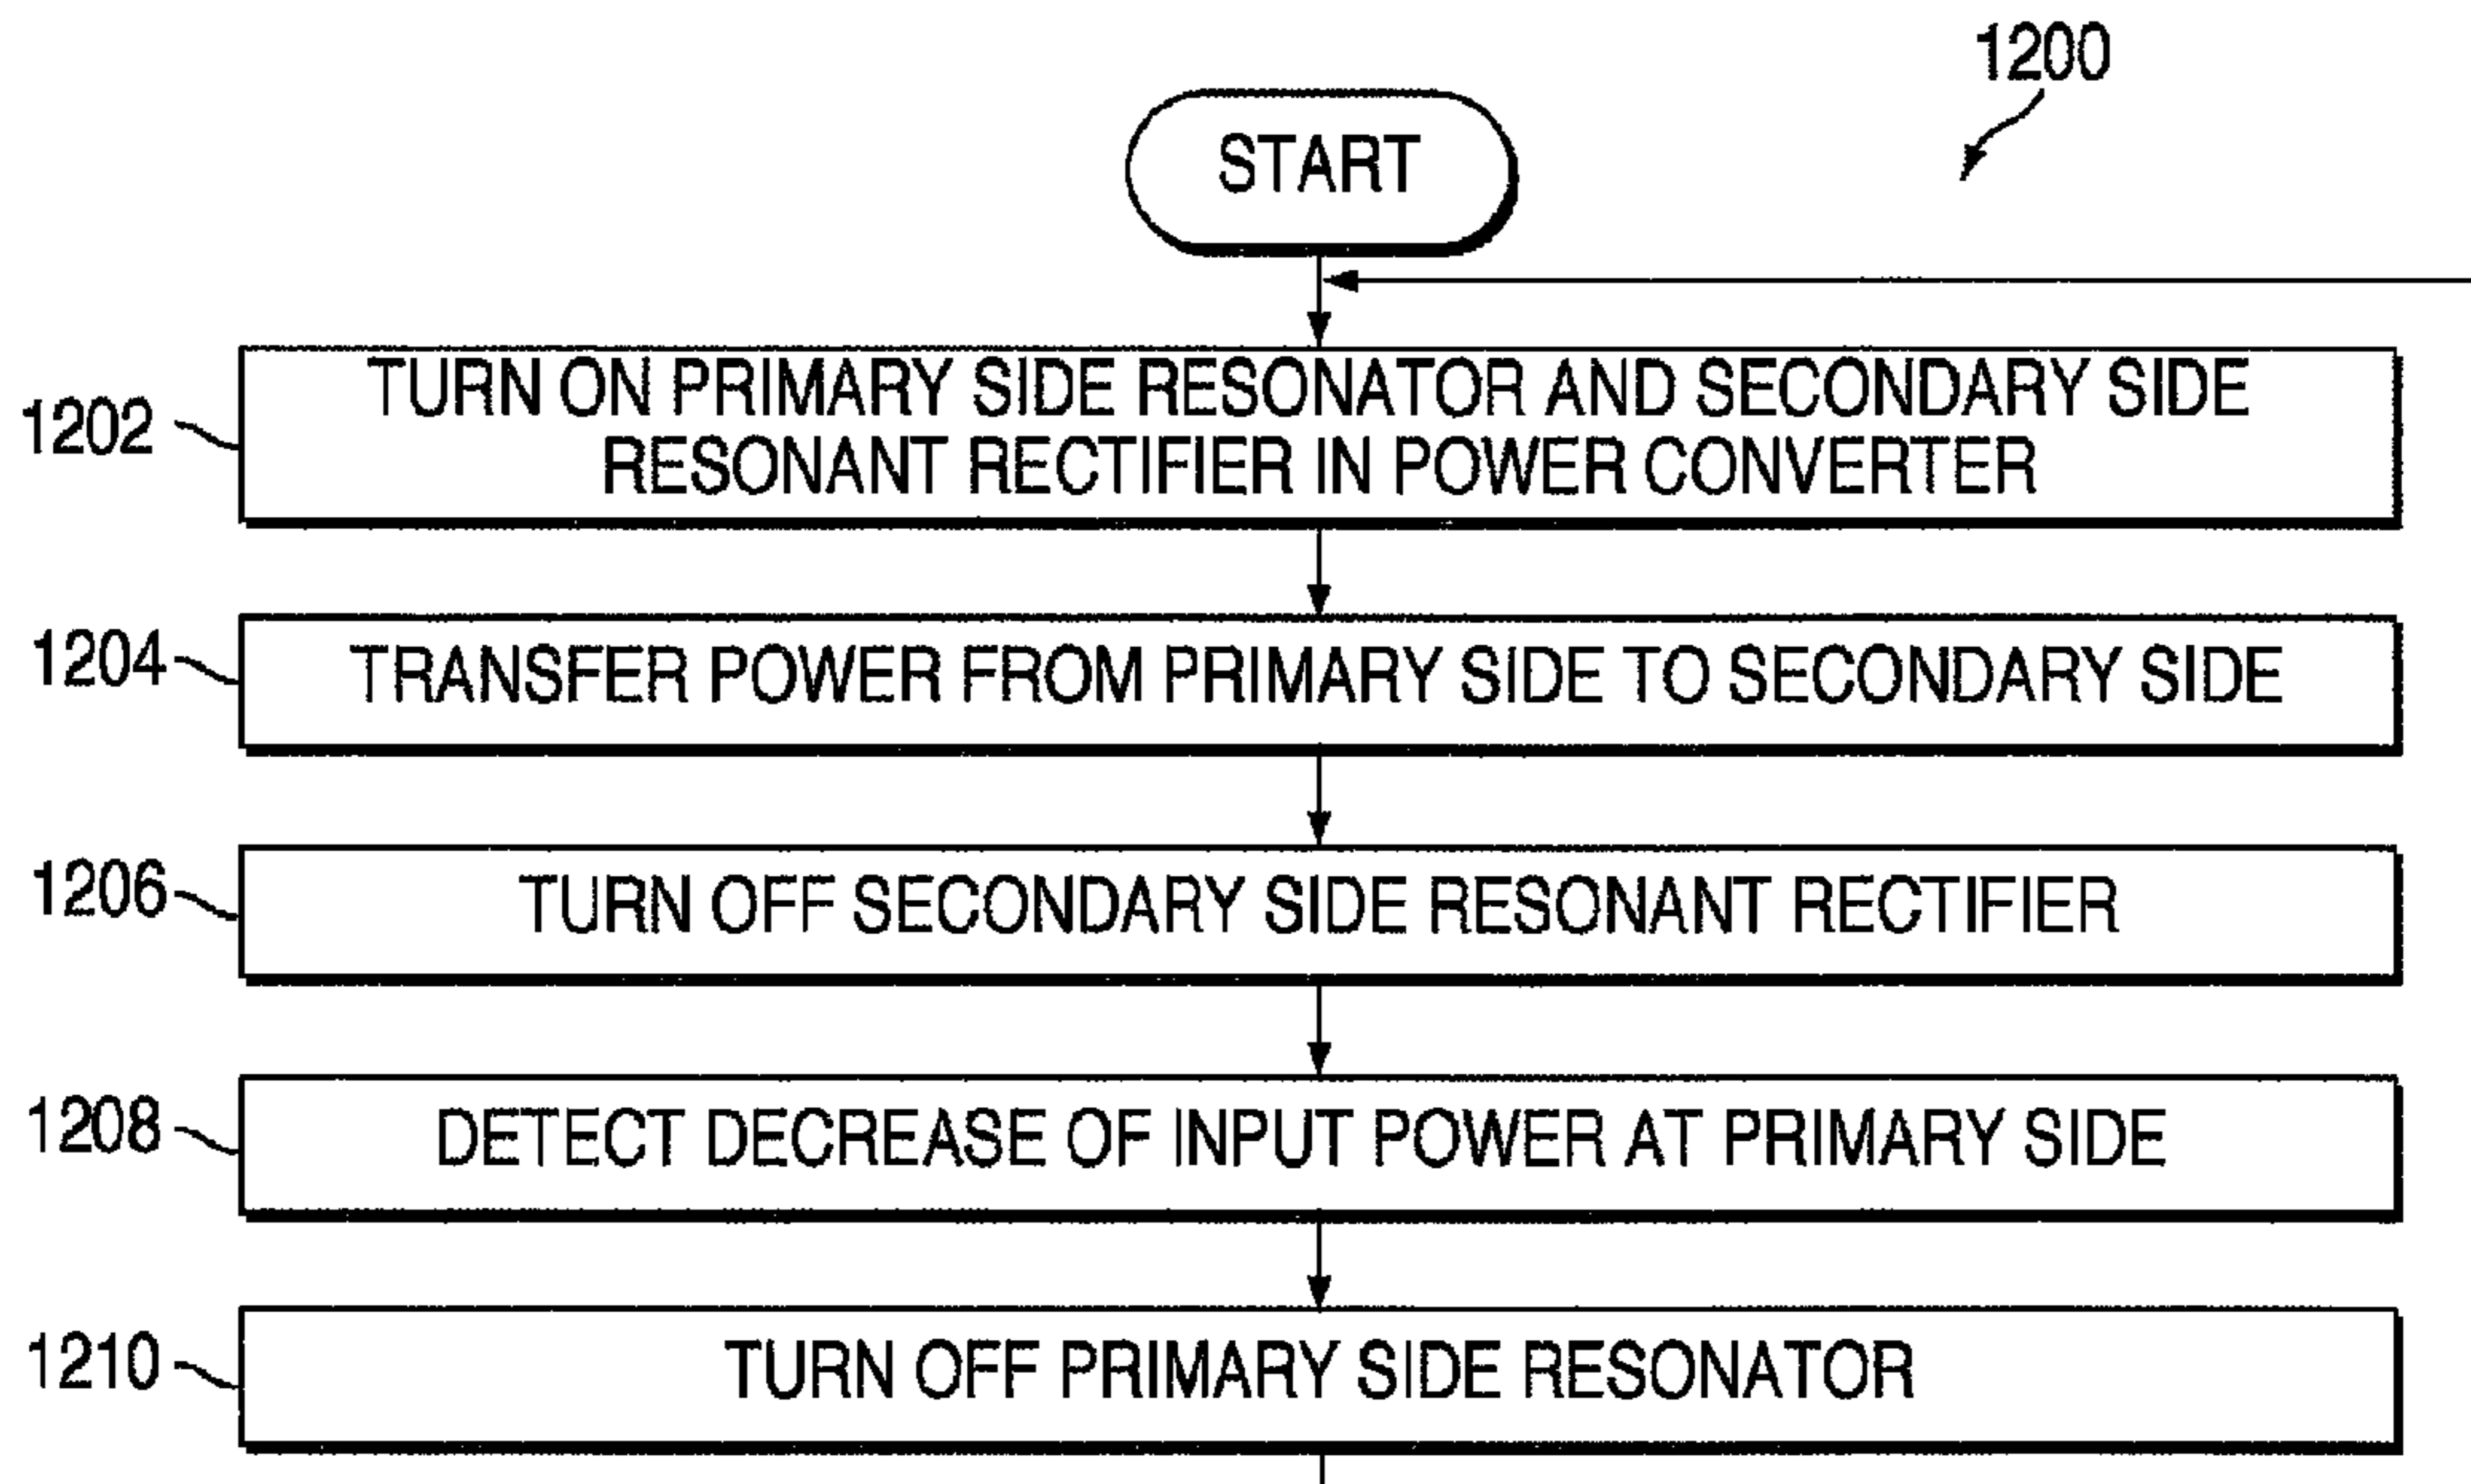 1200
START
1202
TURN ON PRIMARY SIDE RESONATOR AND SECONDARY SIDE
RESONANT RECTIFIER IN POWER CONVERTER
1204
TRANSFER POWER FROM PRIMARY SIDE TO SECONDARY SIDE
1206
TURN OFF SECONDARY SIDE RESONANT RECTIFIER
1208
DETECT DECREASE OF INPUT POWER AT PRIMARY SIDE
1210
TURN OFF PRIMARY SIDE RESONATOR